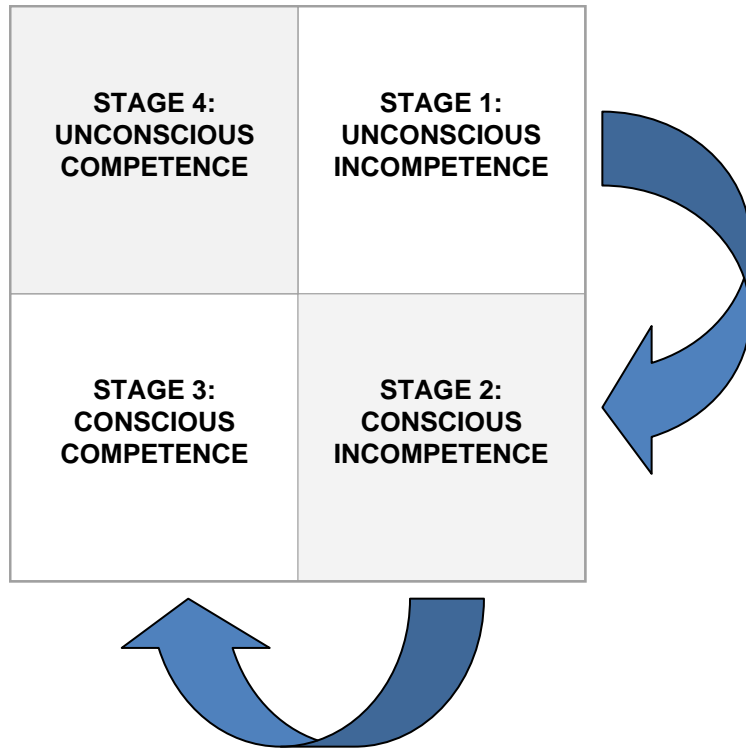 STAGE 4:
UNCONSCIOUS
COMPETENCE
STAGE 1:
UNCONSCIOUS
INCOMPETENCE
STAGE 3:
CONSCIOUS
COMPETENCE
STAGE 2:
CONSCIOUS
INCOMPETENCE